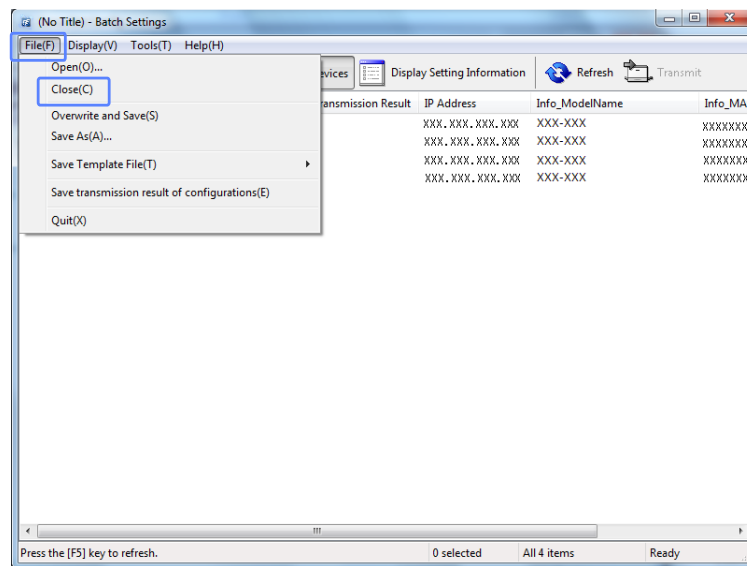 (No Title) - Batch Settings
File(F) Display(V) Tools(T) Help(H)
Open(O)...
Close(C)
Overwrite and Save(S)
Save As(A)...
Save Template File(T)
Save transmission result of configurations(E)
Quit(X)
Display Setting Information Refresh Transmit
Result IP Address Info_ModelName Info_MA
XXX.XXX.XXX.XXX XXX-XXX XXXXXXX
XXX.XXX.XXX.XXX XXX-XXX XXXXXXX
XXX.XXX.XXX.XXX XXX-XXX XXXXXXX
XXX.XXX.XXX.XXX XXX-XXX XXXXXXX
Press the [F5] key to refresh. 0 selected All 4 items Ready